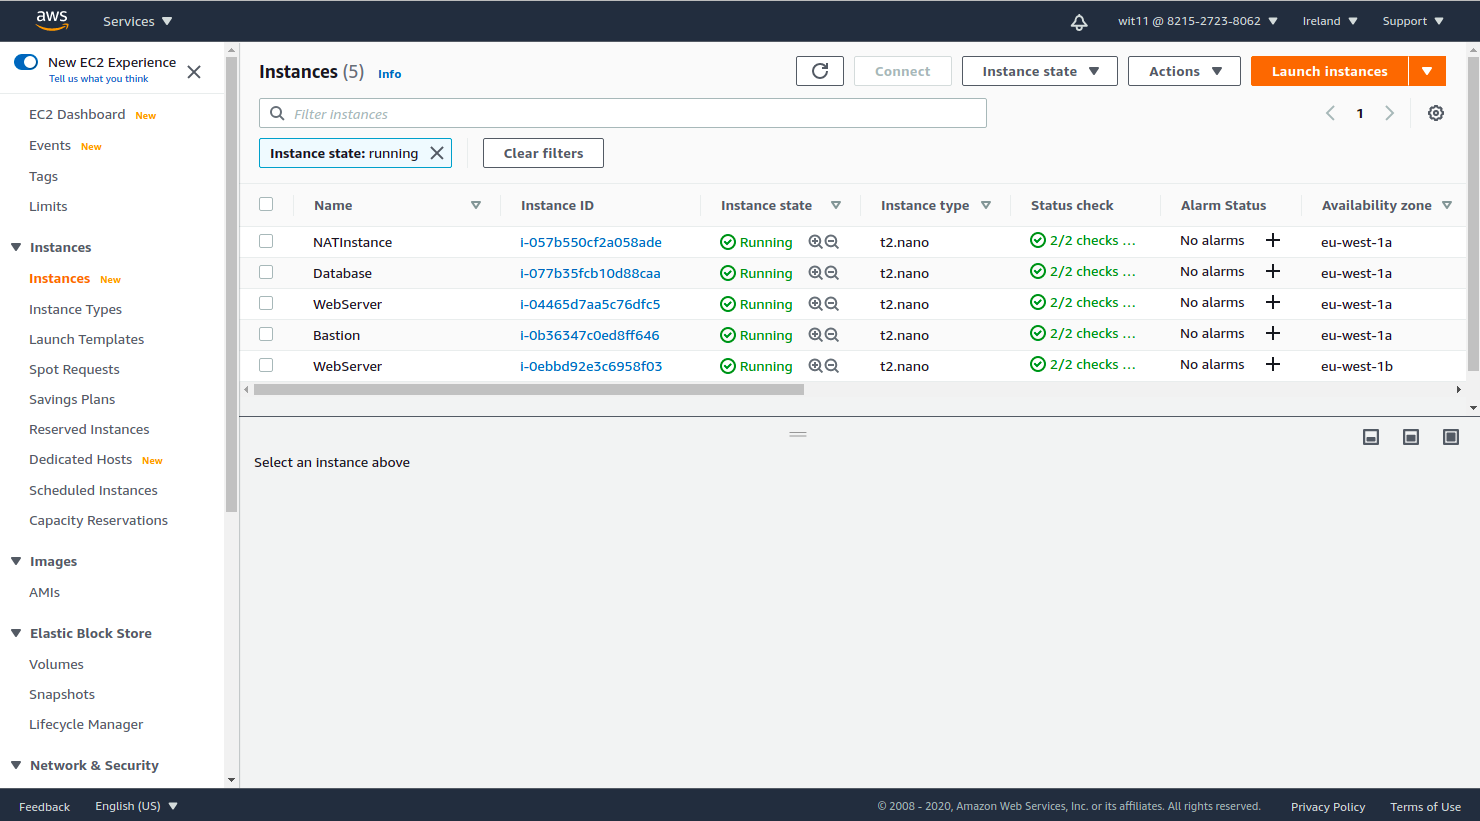 aws Services wit11 @ 8215-2723-8062 Ireland Support
New EC2 Experience
Tell us what you think
EC2 Dashboard New
Events New
Tags
Limits
Instances
Instances New
Instance Types
Launch Templates
Spot Requests
Savings Plans
Reserved Instances
Dedicated Hosts New
Scheduled Instances
Capacity Reservations
Images
AMIs
Elastic Block Store
Volumes
Snapshots
Lifecycle Manager
Network & Security
Instances (5) Info Connect Instance state Actions Launch instances
Filter instances 1
Instance state: running Clear filters
Name Instance ID Instance state Instance type Status check Alarm Status Availability zone
NATInstance i-057b550cf2a058ade Running t2.nano 2/2 checks ... No alarms eu-west-1a
Database i-077b35fcb10d88caa Running t2.nano 2/2 checks ... No alarms eu-west-1a
WebServer i-04465d7aa5c76dfc5 Running t2.nano 2/2 checks ... No alarms eu-west-1a
Bastion i-0b36347c0ed8ff646 Running t2.nano 2/2 checks ... No alarms eu-west-1a
WebServer i-0ebbd92e3c6958f03 Running t2.nano 2/2 checks ... No alarms eu-west-1b
Select an instance above
Feedback English (US) © 2008 - 2020, Amazon Web Services, Inc. or its affiliates. All rights reserved. Privacy Policy Terms of Use